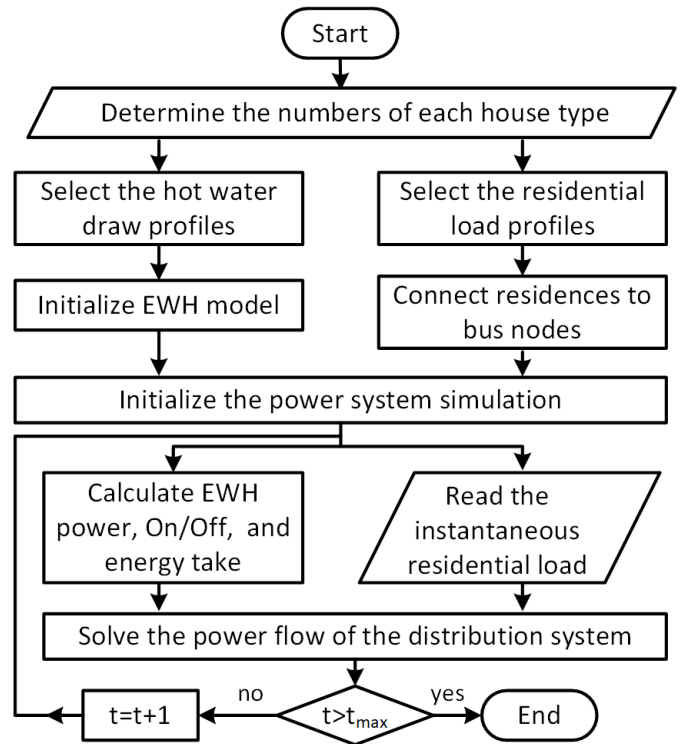 Start
Determine the numbers of each house type
Select the hot water
draw profiles
Select the residential
load profiles
Initialize EWH model
Connect residences to
bus nodes
Initialize the power system simulation
Calculate EWH
power, On/Off, and
energy take
Read the
instantaneous
residential load
Solve the power flow of the distribution system
t=t+1
no
t>tmax
yes
End